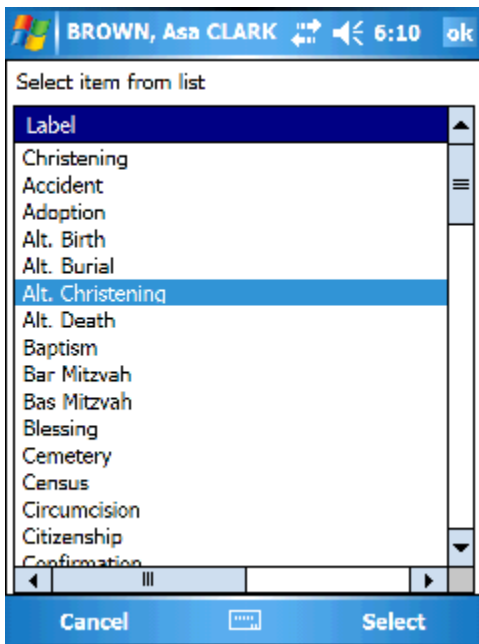 BROWN, Asa CLARK 6:10 ok
Select item from list
Label
Christening
Accident
Adoption
Alt. Birth
Alt. Burial
Alt. Christening
Alt. Death
Baptism
Bar Mitzvah
Bas Mitzvah
Blessing
Cemetery
Census
Circumcision
Citizenship
Confirmation
Cancel Select